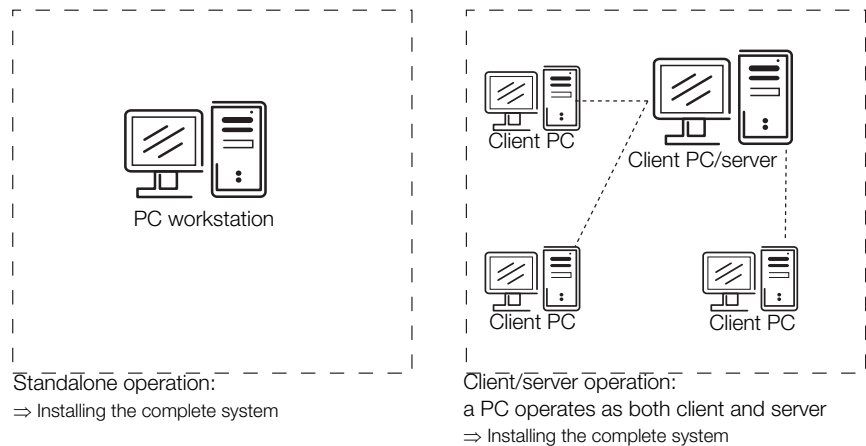 PC workstation
Standalone operation:
⇒ Installing the complete system
Client PC
Client PC/server
Client PC
Client PC
Client/server operation:
a PC operates as both client and server
⇒ Installing the complete system